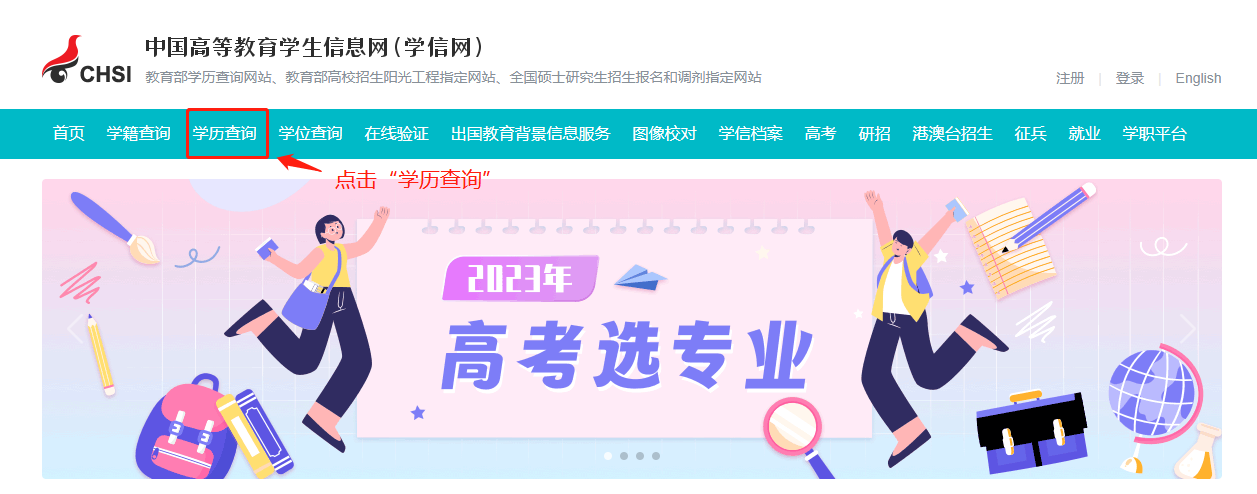 CHSI
中国高等教育学生信息网(学信网)
教育部学历查询网站、教育部高校招生阳光工程指定网站、全国硕士研究生招生报名和调剂指定网站
注册 | 登录 | English
首页 学籍查询 学历查询 学位查询 在线验证 出国教育背景信息服务 图像校对 学信档案 高考 研招 港澳台招生 征兵 就业 学职平台
点击“学历查询”
2023年
高考选专业